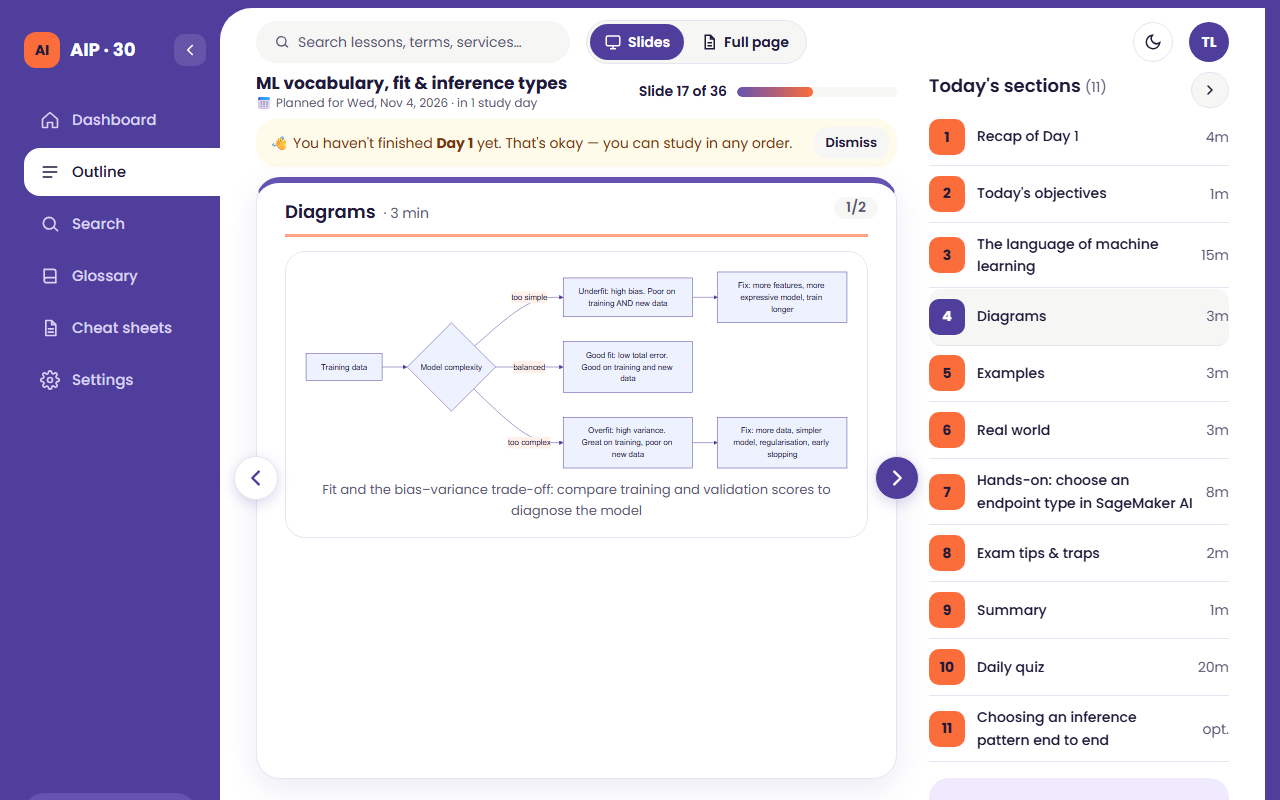 AI
AIP · 30
Dashboard
Outline
Search
Glossary
Cheat sheets
Settings
Search lessons, terms, services…
Slides
Full page
TL
ML vocabulary, fit & inference types
Planned for Wed, Nov 4, 2026 · in 1 study day
Slide 17 of 36
👋 You haven't finished Day 1 yet. That's okay — you can study in any order.
Dismiss
Diagrams · 3 min
1/2
Training data
Model complexity
too simple
balanced
too complex
Underfit: high bias. Poor on
training AND new data
Fix: more features, more
expressive model, train
longer
Good fit: low total error.
Good on training and new
data
Overfit: high variance.
Great on training, poor on
new data
Fix: more data, simpler
model, regularisation, early
stopping
Fit and the bias–variance trade-off: compare training and validation scores to
diagnose the model
Today's sections (11)
1
Recap of Day 1
4m
2
Today's objectives
1m
3
The language of machine
learning
15m
4
Diagrams
3m
5
Examples
3m
6
Real world
3m
7
Hands-on: choose an
endpoint type in SageMaker AI
8m
8
Exam tips & traps
2m
9
Summary
1m
10
Daily quiz
20m
11
Choosing an inference
pattern end to end
opt.